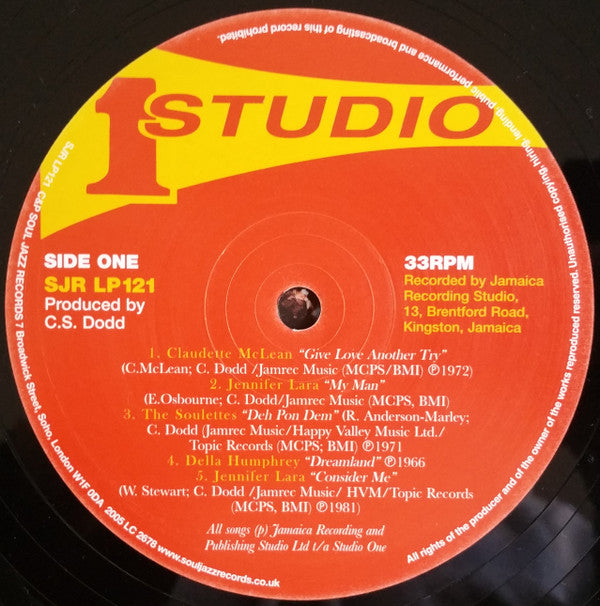 1 STUDIO
SIDE ONE
SJR LP121
Produced by
C.S. Dodd
33RPM
Recorded by Jamaica
Recording Studio,
13, Brentford Road,
Kingston, Jamaica
1. Claudette McLean “Give Love Another Try”
(C.McLean; C. Dodd /Jamrec Music (MCPS/BMI) Ⓟ1972)
2. Jennifer Lara “My Man”
(E.Osbourne; C. Dodd/Jamrec Music (MCPS, BMI)
3. The Soulettes “Deh Pon Dem” (R. Anderson-Marley;
C. Dodd (Jamrec Music/Happy Valley Music Ltd./
Topic Records (MCPS; BMI) Ⓟ1971
4. Della Humphrey “Dreamland” Ⓟ1966
5. Jennifer Lara “Consider Me”
(W. Stewart; C. Dodd /Jamrec Music/ HVM/Topic Records
(MCPS, BMI) Ⓟ1981)
All songs (p) Jamaica Recording and
Publishing Studio Ltd t/a Studio One
SJR LP121 C&P SOUL JAZZ RECORDS 7 Broadwick Street, Soho, London W1F 0DA 2005 LC 2678 www.souljazzrecords.co.uk
All rights of the producer and of the owner of the works reproduced reserved. Unauthorised copying, hiring, lending, public performance and broadcasting of this record prohibited.